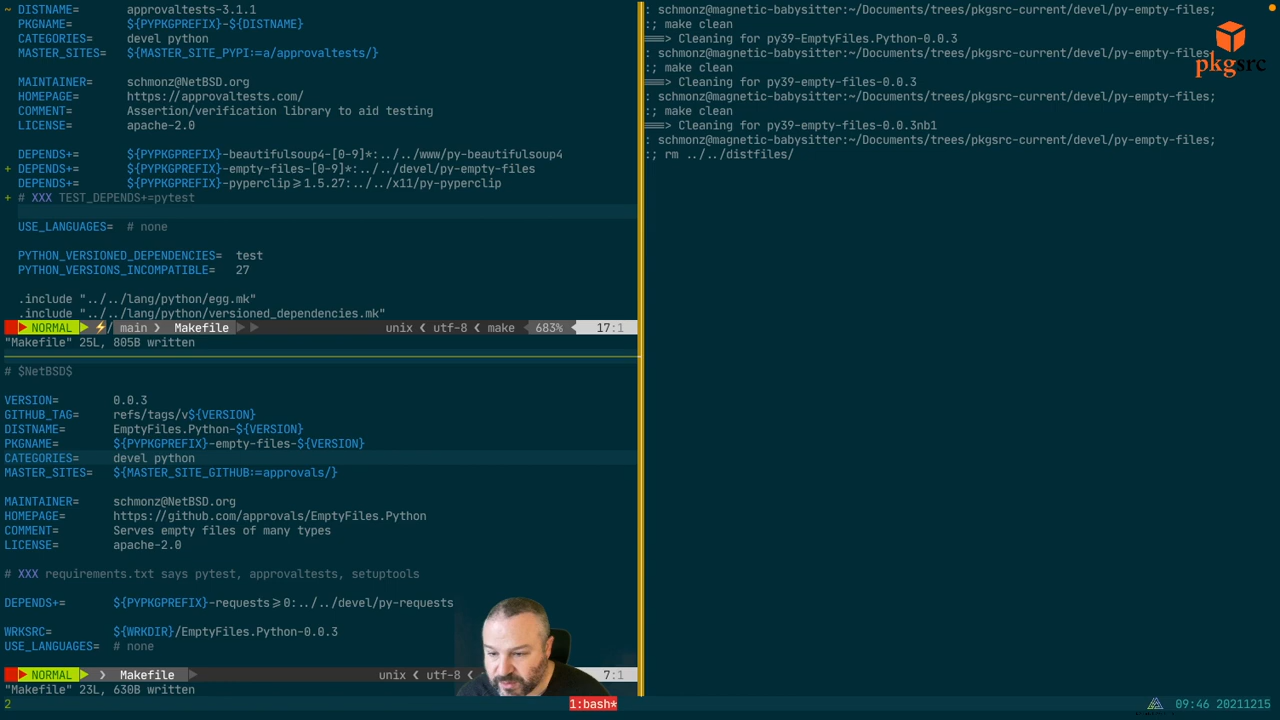 ~ DISTNAME= approvaltests-3.1.1
PKGNAME= ${PYPKGPREFIX}-${DISTNAME}
CATEGORIES= devel python
MASTER_SITES= ${MASTER_SITE_PYPI:=a/approvaltests/}
MAINTAINER= schmonz@NetBSD.org
HOMEPAGE= https://approvaltests.com/
COMMENT= Assertion/verification library to aid testing
LICENSE= apache-2.0
DEPENDS+= ${PYPKGPREFIX}-beautifulsoup4-[0-9]*:../../www/py-beautifulsoup4
+ DEPENDS+= ${PYPKGPREFIX}-empty-files-[0-9]*:../../devel/py-empty-files
DEPENDS+= ${PYPKGPREFIX}-pyperclip>=1.5.27:../../x11/py-pyperclip
+ # XXX TEST_DEPENDS+=pytest
USE_LANGUAGES= # none
PYTHON_VERSIONED_DEPENDENCIES= test
PYTHON_VERSIONS_INCOMPATIBLE= 27
.include "../../lang/python/egg.mk"
.include "../../lang/python/versioned_dependencies.mk"
NORMAL ⚡/ main ❯ Makefile unix ❮ utf-8 ❮ make 683% 17:1
"Makefile" 25L, 805B written
# $NetBSD$
VERSION= 0.0.3
GITHUB_TAG= refs/tags/v${VERSION}
DISTNAME= EmptyFiles.Python-${VERSION}
PKGNAME= ${PYPKGPREFIX}-empty-files-${VERSION}
CATEGORIES= devel python
MASTER_SITES= ${MASTER_SITE_GITHUB:=approvals/}
MAINTAINER= schmonz@NetBSD.org
HOMEPAGE= https://github.com/approvals/EmptyFiles.Python
COMMENT= Serves empty files of many types
LICENSE= apache-2.0
# XXX requirements.txt says pytest, approvaltests, setuptools
DEPENDS+= ${PYPKGPREFIX}-requests>=0:../../devel/py-requests
WRKSRC= ${WRKDIR}/EmptyFiles.Python-0.0.3
USE_LANGUAGES= # none
NORMAL ❯ Makefile unix ❮ utf-8 ❮ 7:1
"Makefile" 23L, 630B written
: schmonz@magnetic-babysitter:~/Documents/trees/pkgsrc-current/devel/py-empty-files;
:; make clean
===> Cleaning for py39-EmptyFiles.Python-0.0.3
: schmonz@magnetic-babysitter:~/Documents/trees/pkgsrc-current/devel/py-empty-files;
:; make clean
===> Cleaning for py39-empty-files-0.0.3
: schmonz@magnetic-babysitter:~/Documents/trees/pkgsrc-current/devel/py-empty-files;
:; make clean
===> Cleaning for py39-empty-files-0.0.3nb1
: schmonz@magnetic-babysitter:~/Documents/trees/pkgsrc-current/devel/py-empty-files;
:; rm ../../distfiles/
pkgsrc
2 1:bash* 09:46 20211215